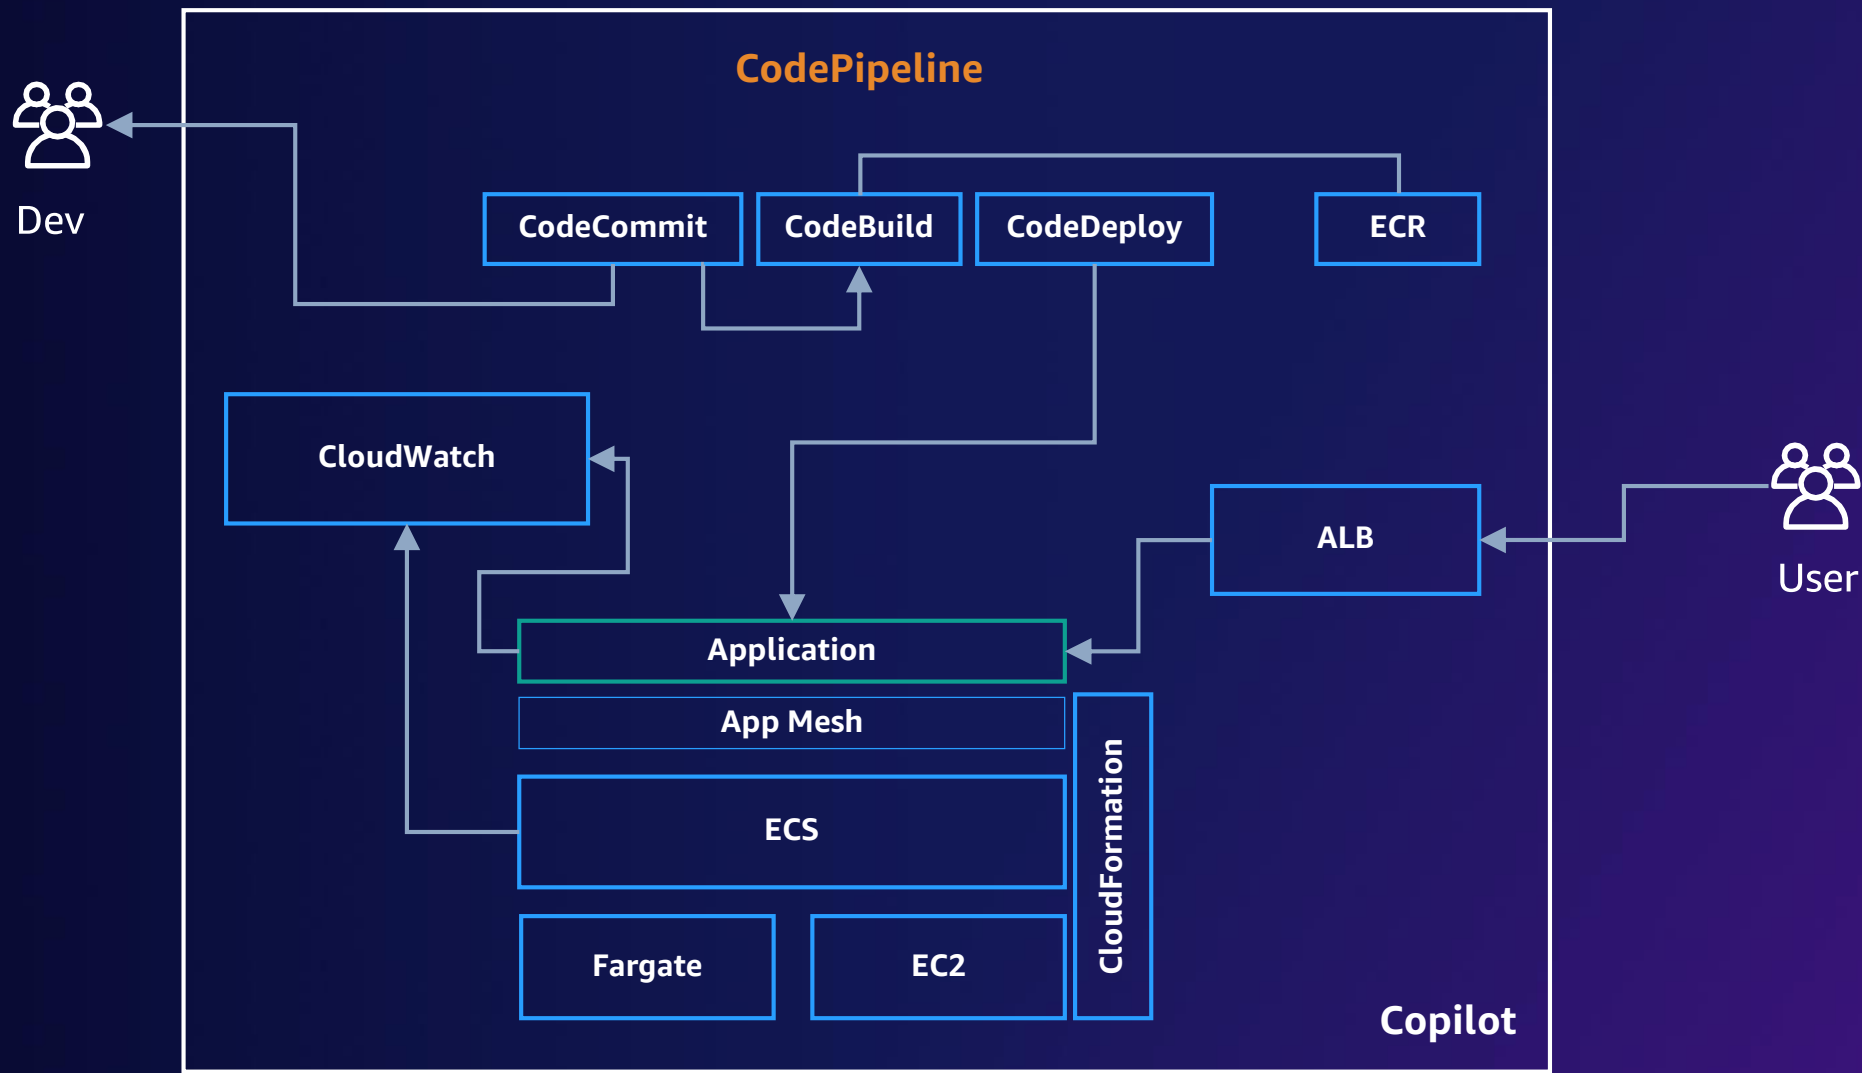 CodePipeline
Dev
CodeCommit
CodeBuild
CodeDeploy
ECR
CloudWatch
ALB
User
Application
App Mesh
ECS
CloudFormation
Fargate
EC2
Copilot